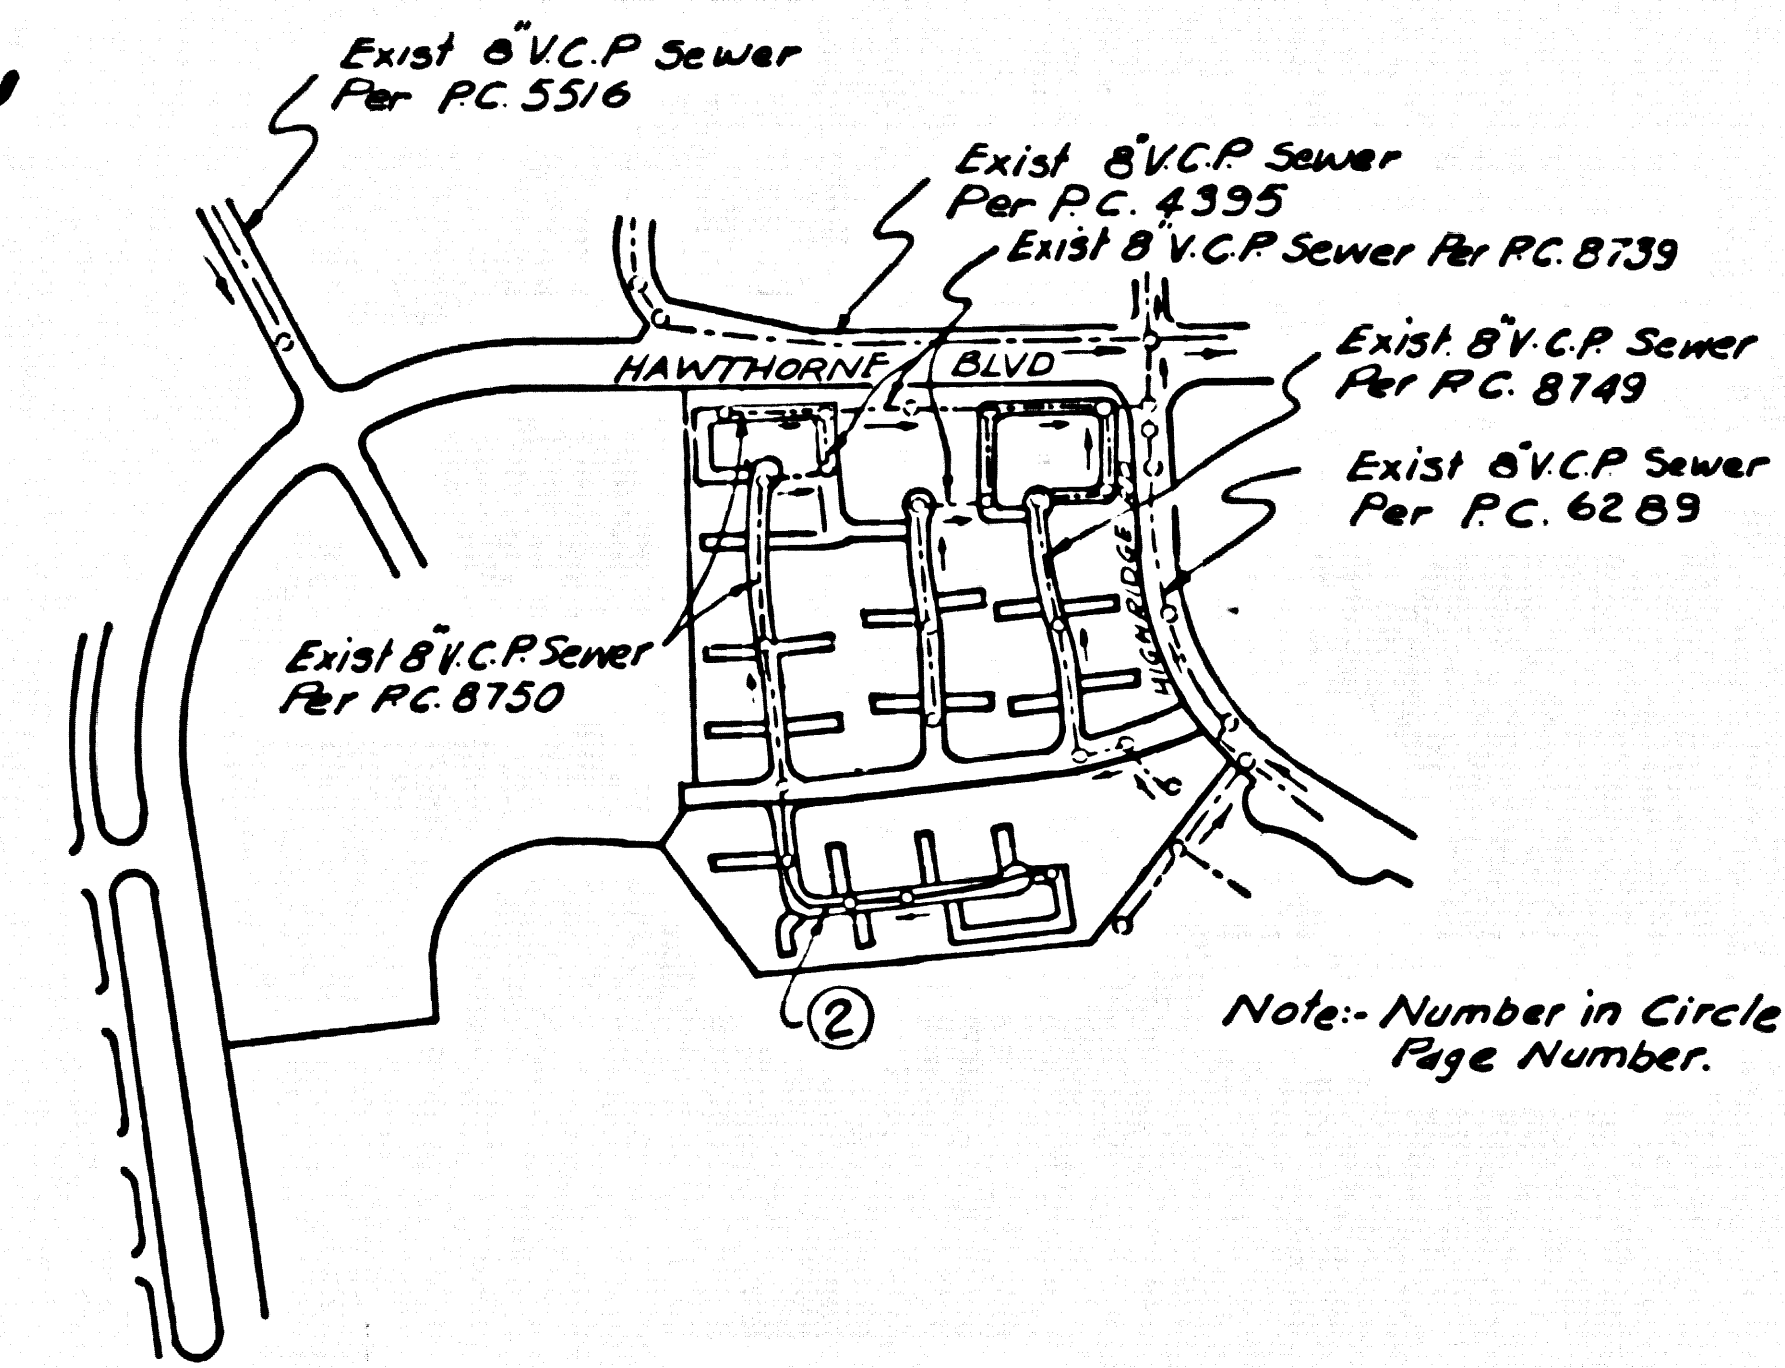 Exist 8" V.C.P Sewer
Per P.C. 5516
Exist 8" V.C.P. Sewer
Per P.C. 4395
Exist 8" V.C.P. Sewer Per P.C. 8739
Exist. 8" V.C.P. Sewer
Per P.C. 8749
HAWTHORNE BLVD
Exist 8" V.C.P. Sewer
Per P.C. 6289
HIGHRIDGE
Exist 8" V.C.P. Sewer
Per P.C. 8750
2
Note:- Number in Circle
Page Number.